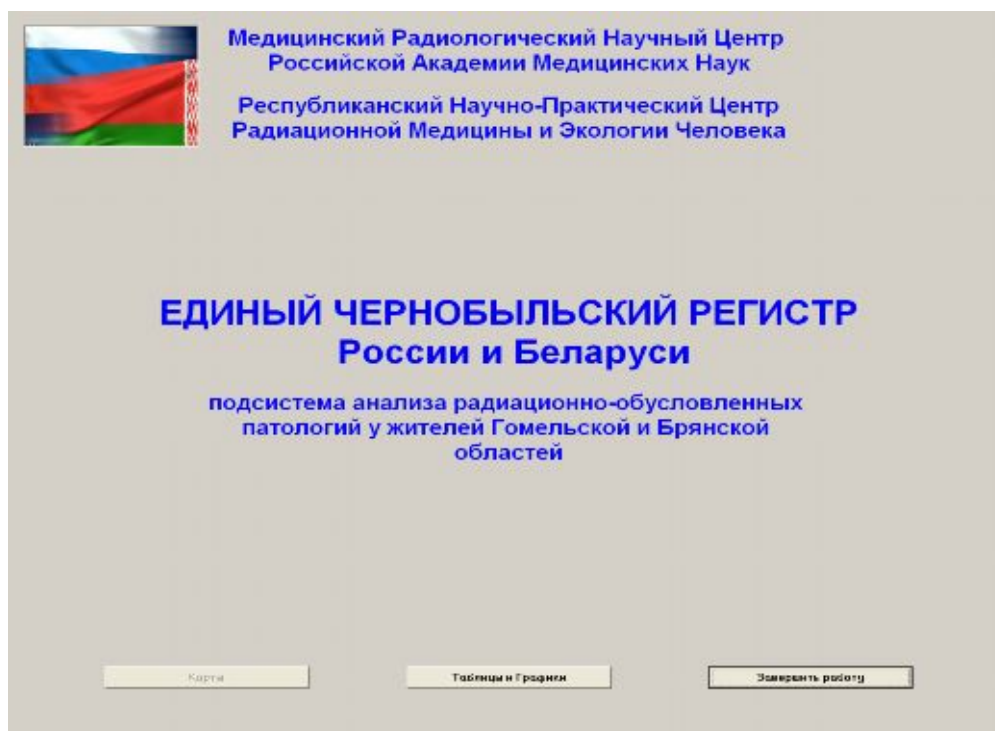 Медицинский Радиологический Научный Центр
Российской Академии Медицинских Наук
Республиканский Научно-Практический Центр
Радиационной Медицины и Экологии Человека
ЕДИНЫЙ ЧЕРНОБЫЛЬСКИЙ РЕГИСТР
России и Беларуси
подсистема анализа радиационно-обусловленных
патологий у жителей Гомельской и Брянской
областей
Карты
Таблицы и Графики
Завершить работу